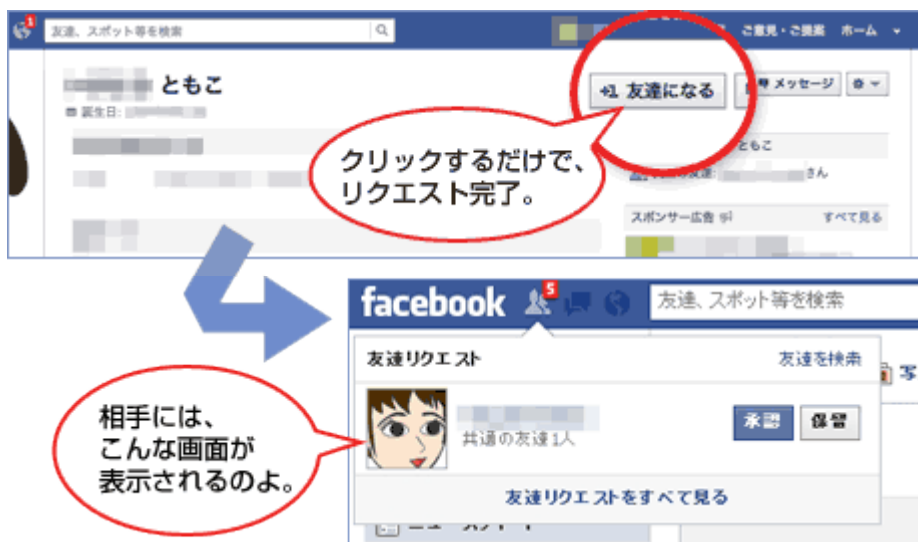 1
友達、スポット等を検索
ご意見・ご提案 ホーム
ともこ
+1 友達になる
メッセージ
誕生日:
クリックするだけで、
リクエスト完了。
ともこ
さん
スポンサー広告
すべて見る
facebook
5
友達、スポット等を検索
友達リクエスト
友達を検索
写
相手には、
こんな画面が
表示されるのよ。
共通の友達1人
承認
保留
友達リクエストをすべて見る